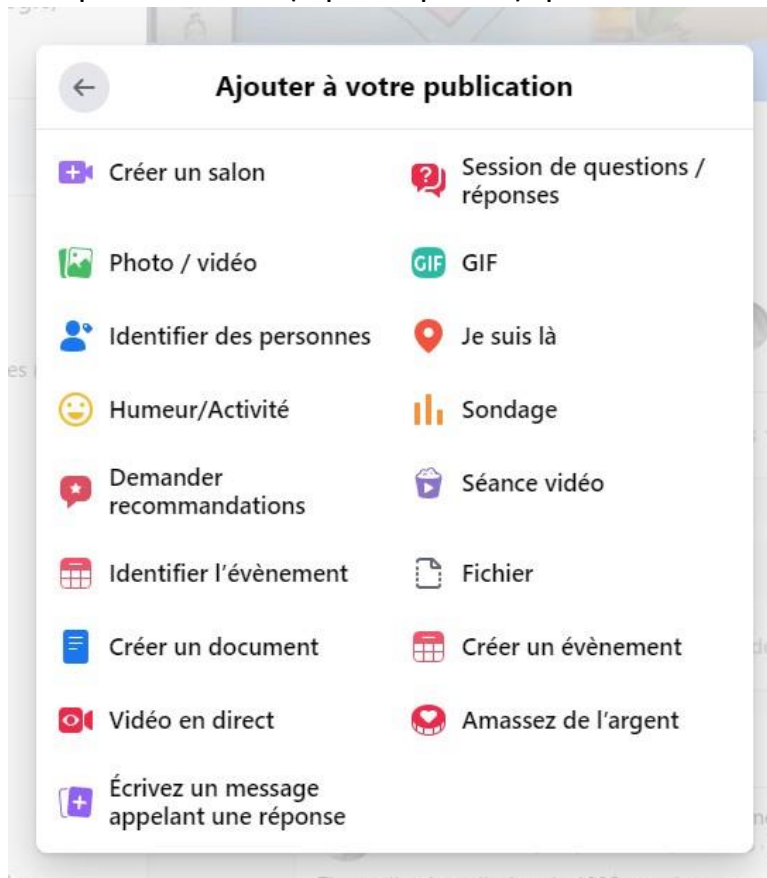 Ajouter à votre publication
Créer un salon
Session de questions /
réponses
Photo / vidéo
GIF
GIF
Identifier des personnes
Je suis là
Humeur/Activité
Sondage
Demander
recommandations
Séance vidéo
Identifier l'évènement
Fichier
Créer un document
Créer un évènement
Vidéo en direct
Amassez de l'argent
Écrivez un message
appelant une réponse